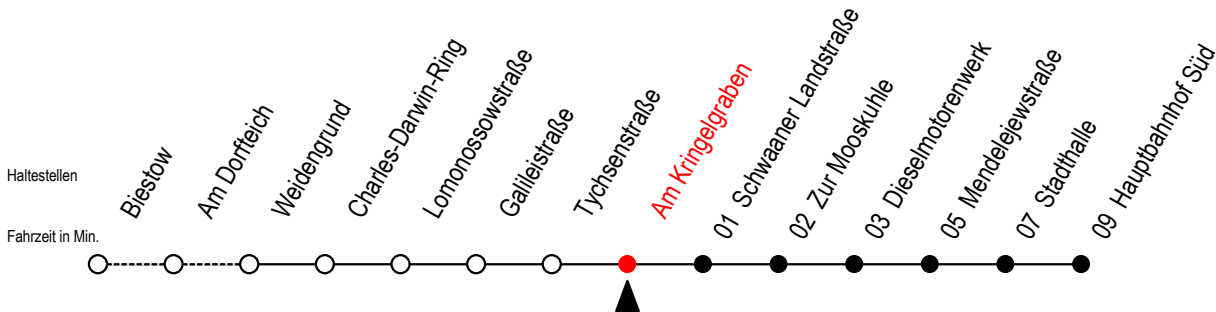 Haltestellen
Fahrzeit in Min.
Biestow
Am Dorfteich
Weidengrund
Charles-Darwin-Ring
Lomonossowstraße
Galileistraße
Tychsenstraße
Am Kringelgraben
01 Schwaaner Landstraße
02 Zur Mooskuhle
03 Dieselmotorenwerk
05 Mendelejewstraße
07 Stadthalle
09 Hauptbahnhof Süd